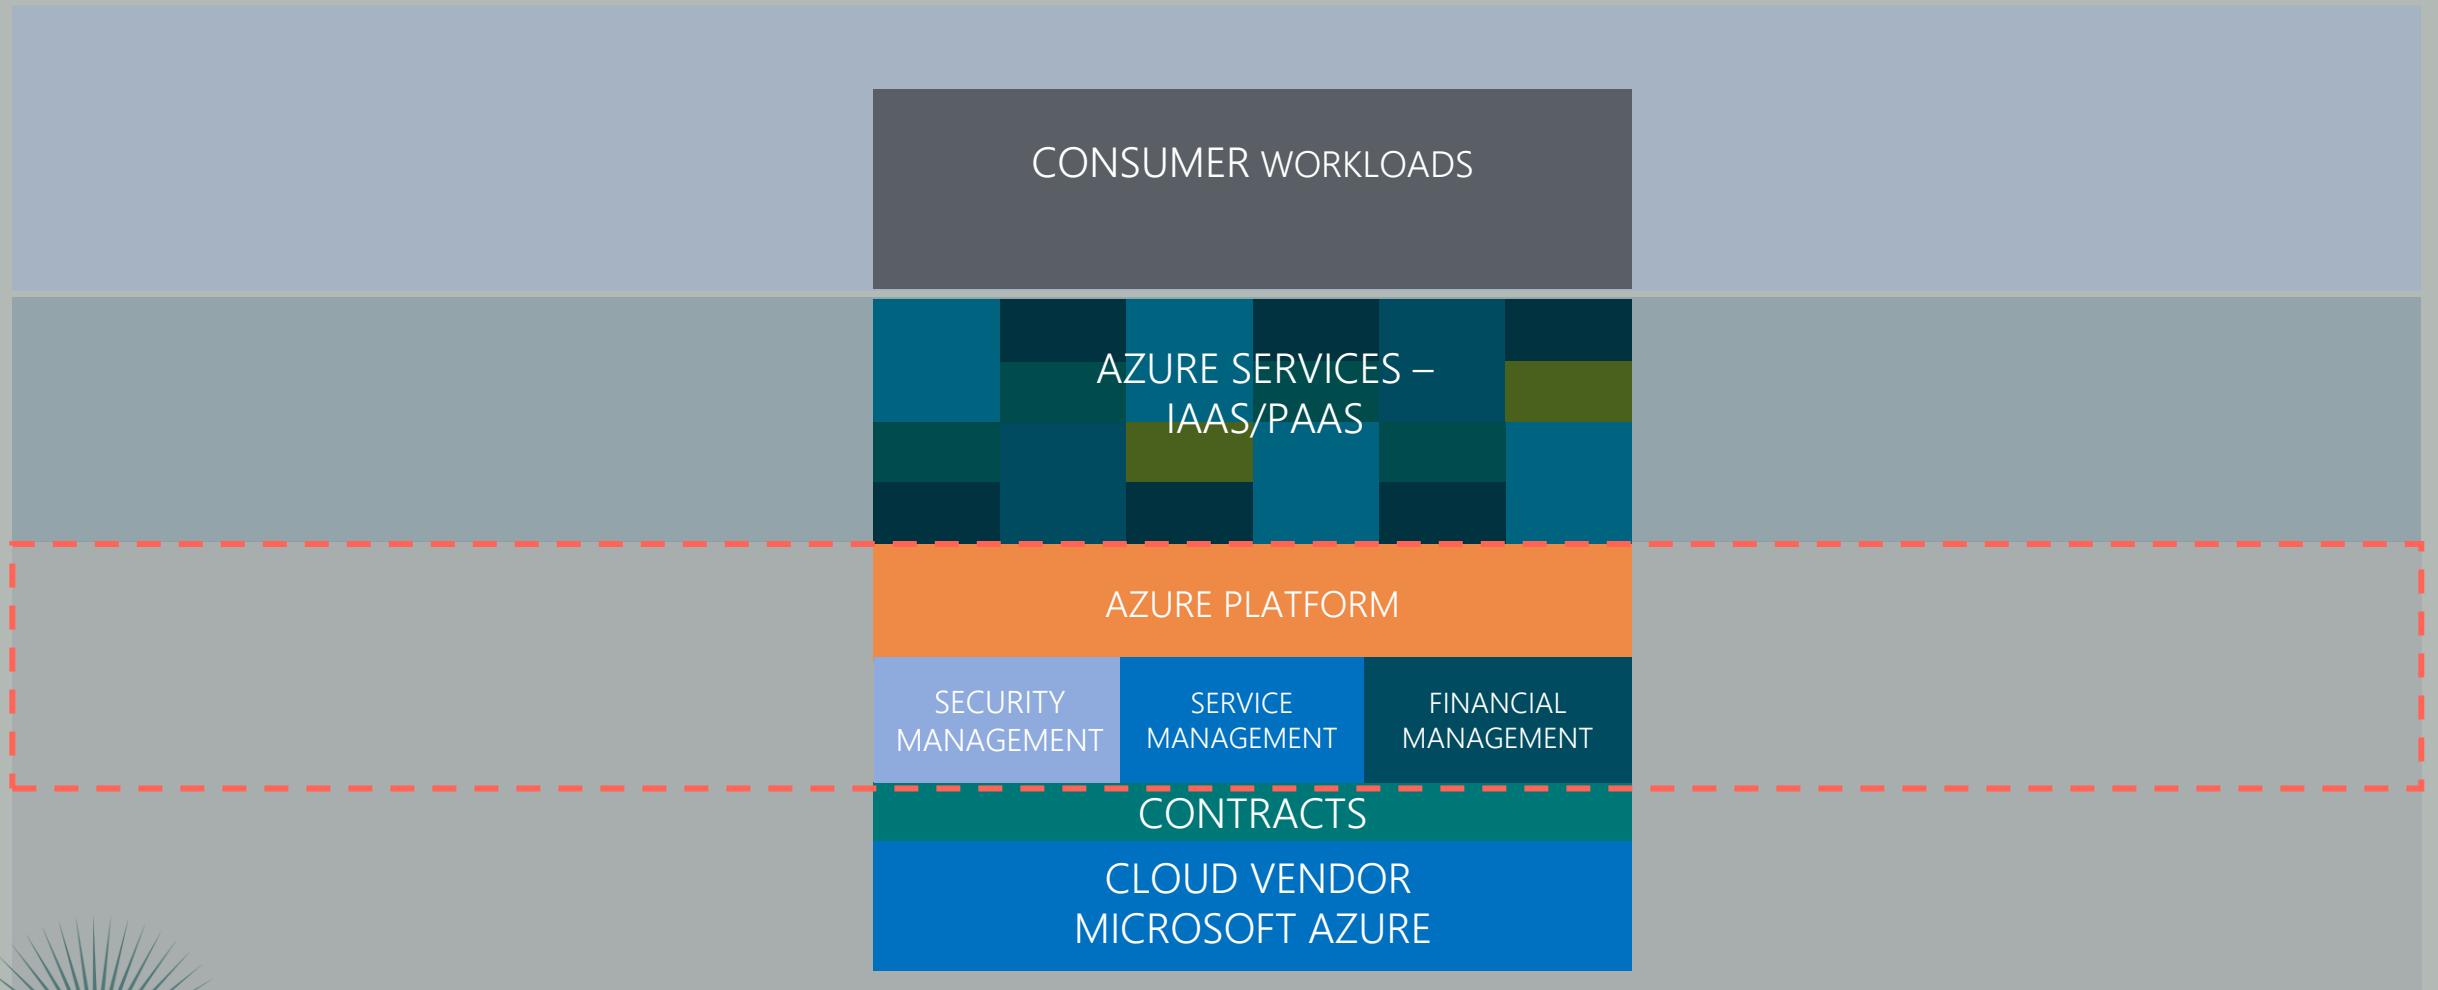 CONSUMER WORKLOADS
AZURE SERVICES –
IAAS/PAAS
AZURE PLATFORM
SECURITY
MANAGEMENT
SERVICE
MANAGEMENT
FINANCIAL
MANAGEMENT
CONTRACTS
CLOUD VENDOR
MICROSOFT AZURE